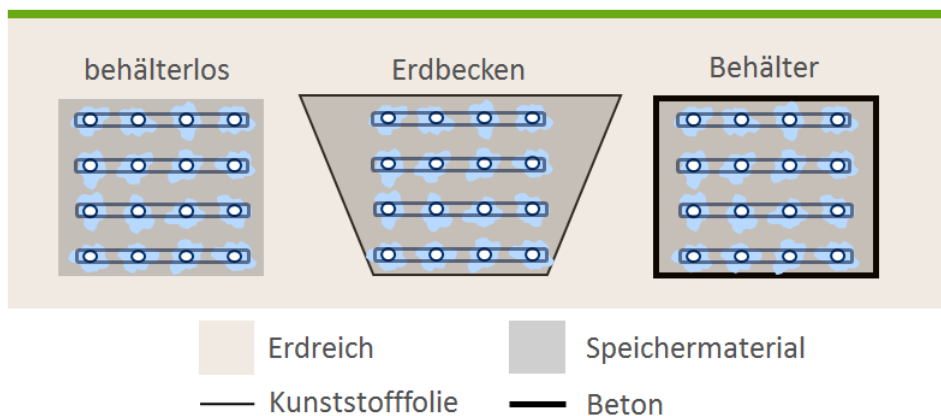 behälterlos
Erdbecken
Behälter
Erdreich
Speichermaterial
Kunststofffolie
Beton